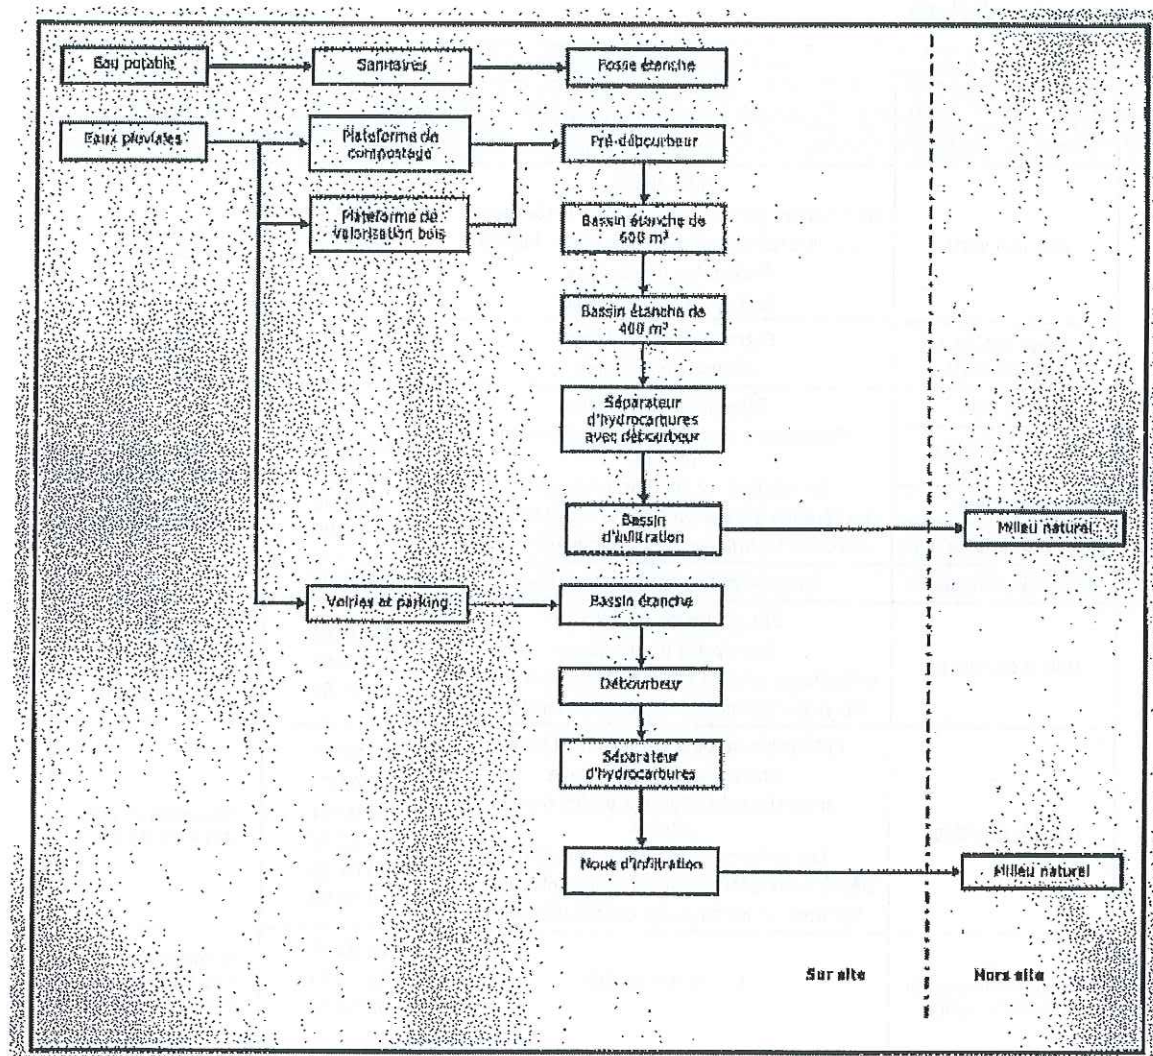 Eau potable
Sanitaires
Fosse étanche
Eaux pluviales
Plateforme de
compostage
Pré-débourbeur
Plateforme de
valorisation bois
Bassin étanche de
600 m³
Bassin étanche de
400 m³
Séparateur
d'hydrocarbures
avec débourbeur
Bassin
d'infiltration
Milieu naturel
Voiries et parking
Bassin étanche
Débourbeur
Séparateur
d'hydrocarbures
Noue d'infiltration
Milieu naturel
Sur site
Hors site